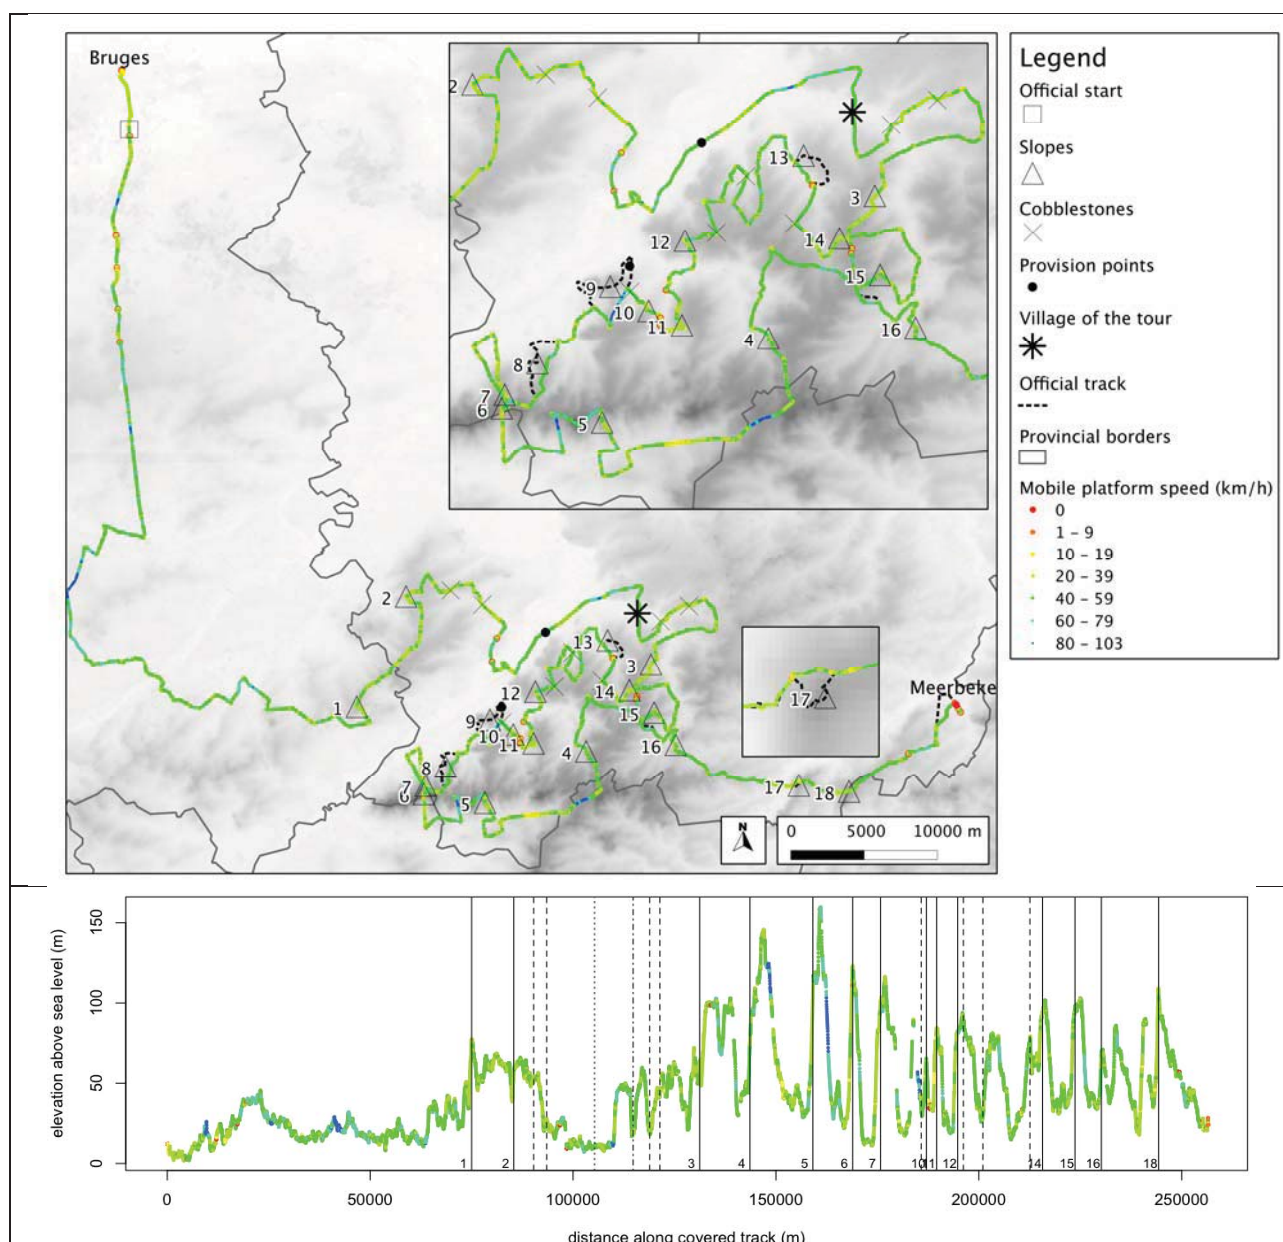 Bruges
2
13
3
12
14
9
15
10
11
16
4
8
7
6
5
2
1
13
3
12
14
9
15
10
11
16
4
8
7
6
5
17
Meerbeke
17
18
N
0 5000 10000 m
Legend
Official start
Slopes
Cobblestones
Provision points
Village of the tour
Official track
Provincial borders
Mobile platform speed (km/h)
0
1 – 9
10 – 19
20 – 39
40 – 59
60 – 79
80 – 103
elevation above sea level (m)
150
100
50
0
1 2 3 4 5 6 7 10 11 12 14 15 16 18
0 50000 100000 150000 200000 250000
distance along covered track (m)